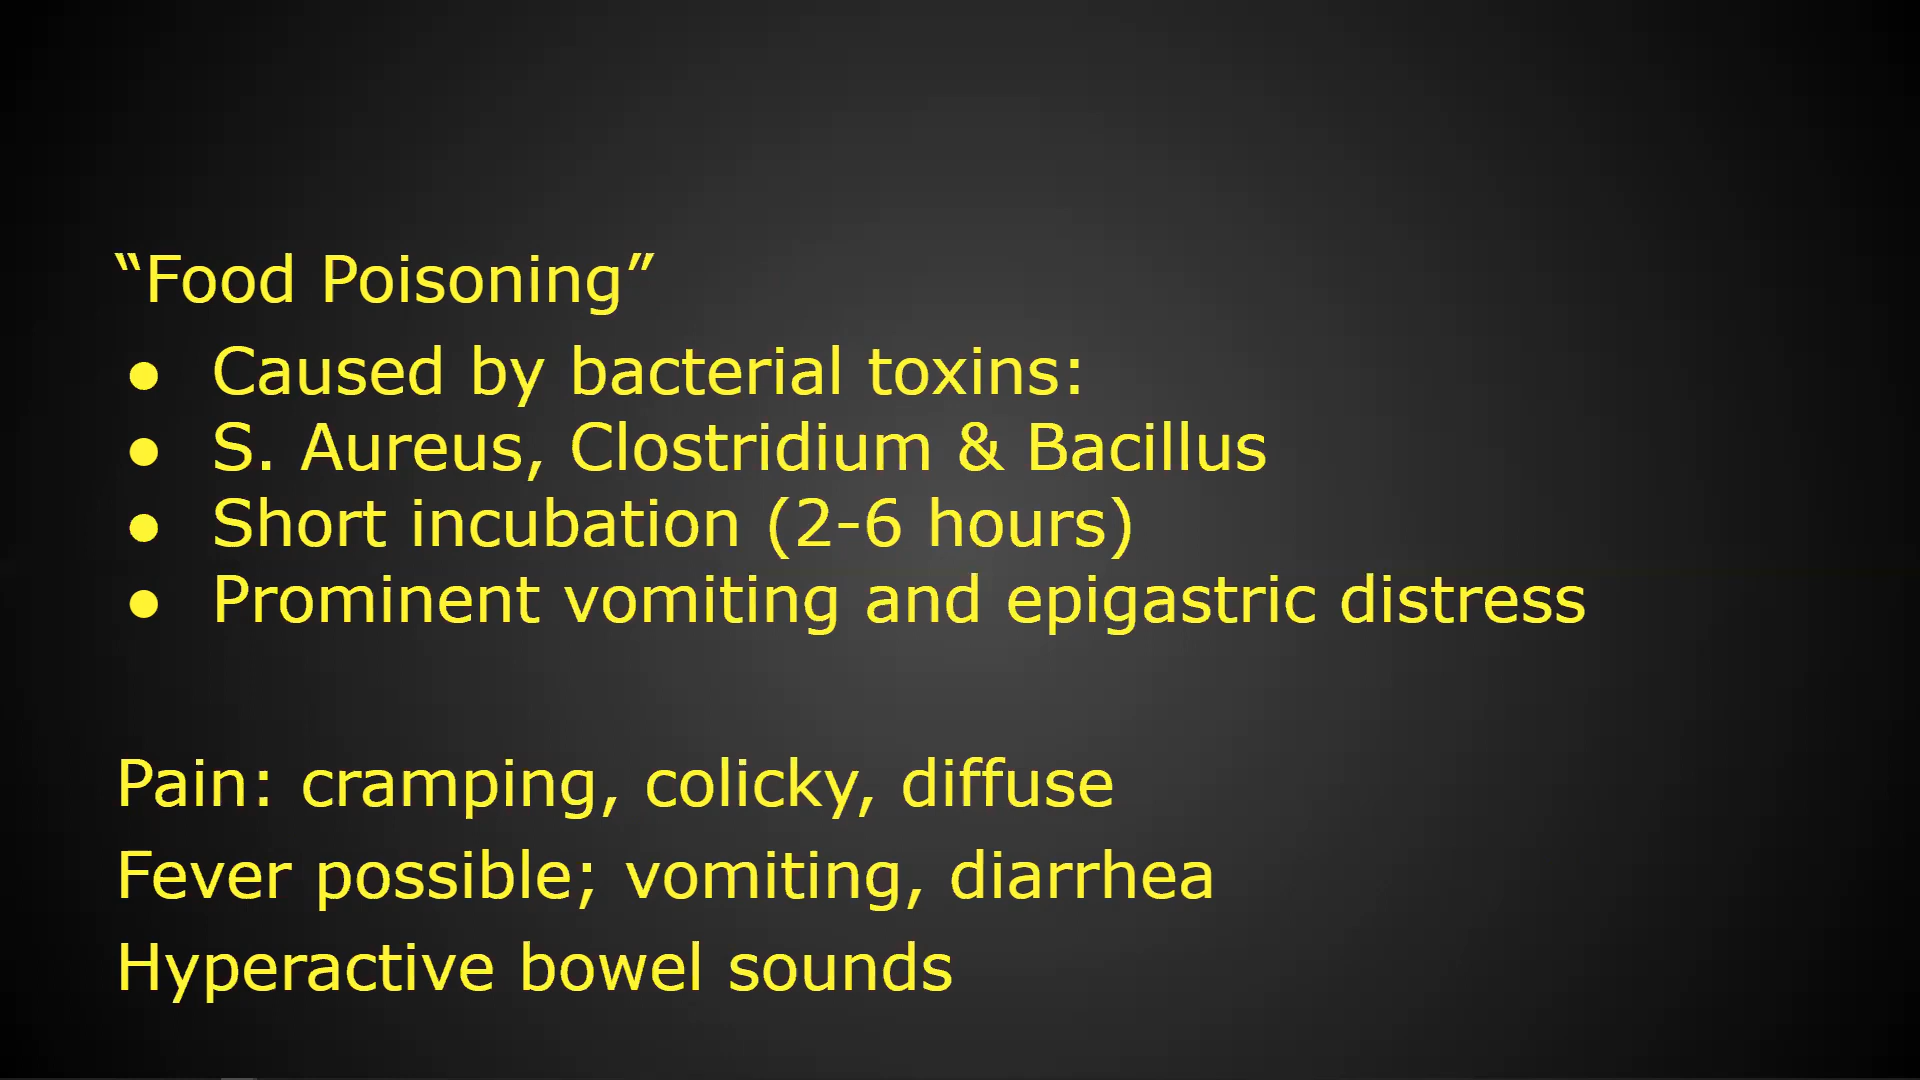 “Food Poisoning”
● Caused by bacterial toxins:
● S. Aureus, Clostridium & Bacillus
● Short incubation (2-6 hours)
● Prominent vomiting and epigastric distress
Pain: cramping, colicky, diffuse
Fever possible; vomiting, diarrhea
Hyperactive bowel sounds